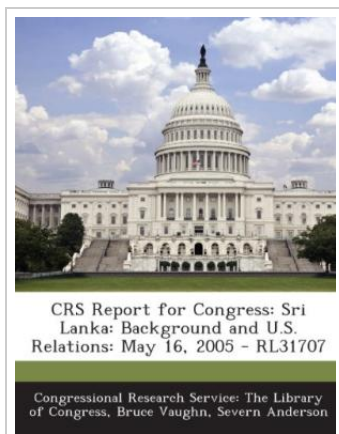 CRS Report for Congress: Sri
Lanka: Background and U.S.
Relations: May 16, 2005 - RL31707
Congressional Research Service: The Library
of Congress, Bruce Vaughn, Severn Anderson